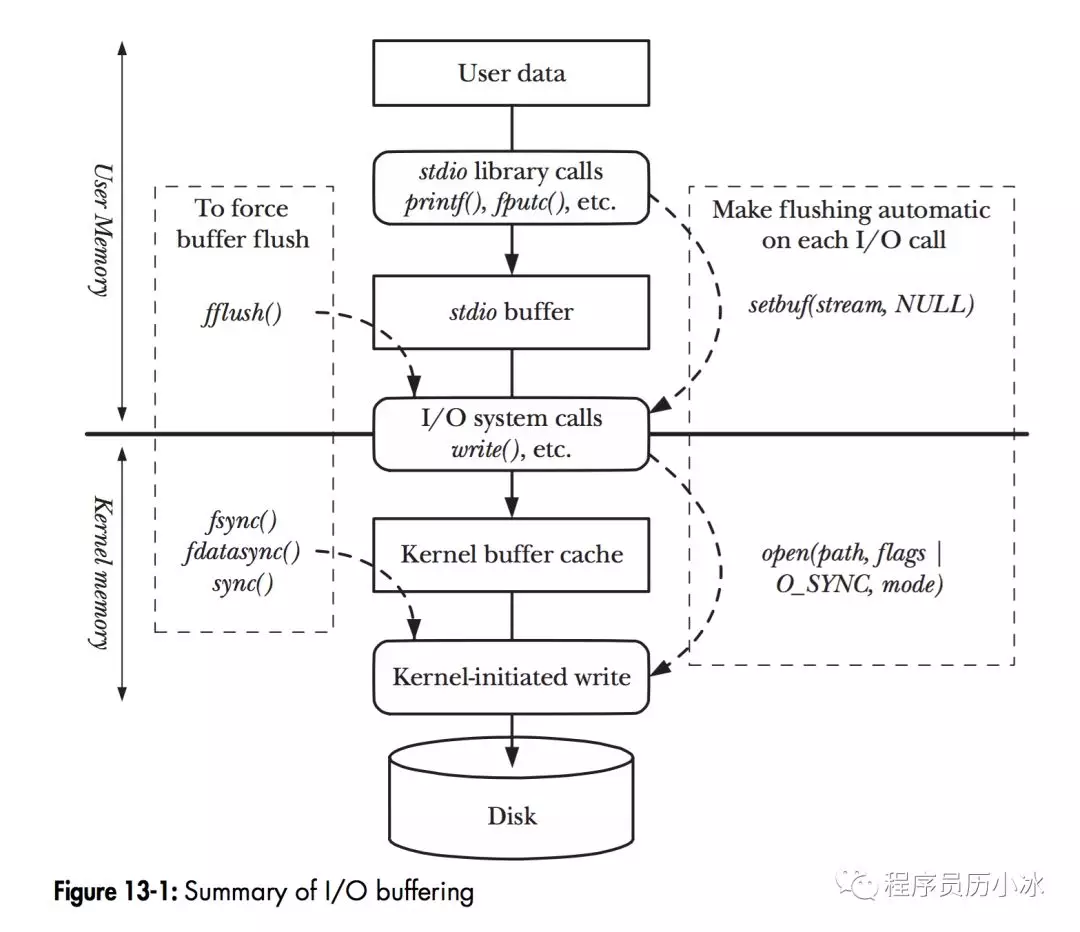 User data
stdio library calls
printf(), fputc(), etc.
To force
buffer flush
Make flushing automatic
on each I/O call
fflush()
stdio buffer
setbuf(stream, NULL)
User Memory
I/O system calls
write(), etc.
Kernel memory
fsync()
fdatasync()
sync()
Kernel buffer cache
open(path, flags |
O_SYNC, mode)
Kernel-initiated write
Disk
Figure 13-1: Summary of I/O buffering
程序员历小冰